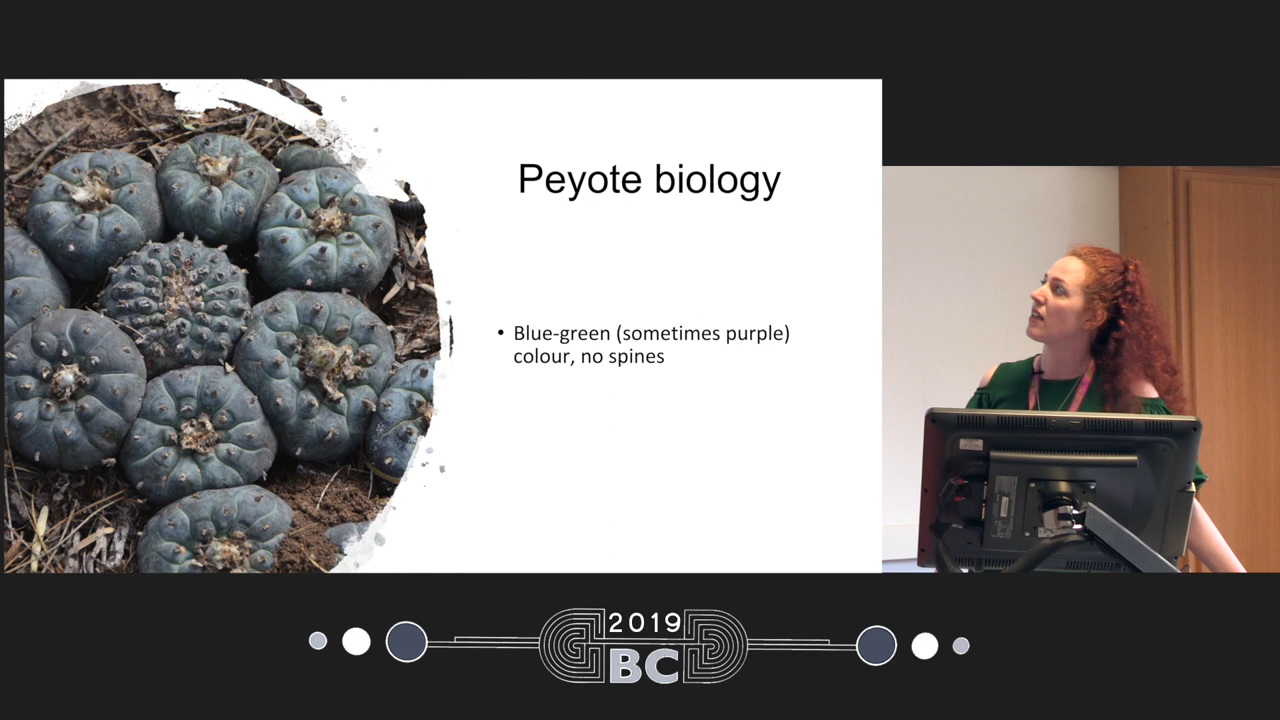 Peyote biology
• Blue-green (sometimes purple)
colour, no spines
2019
BC